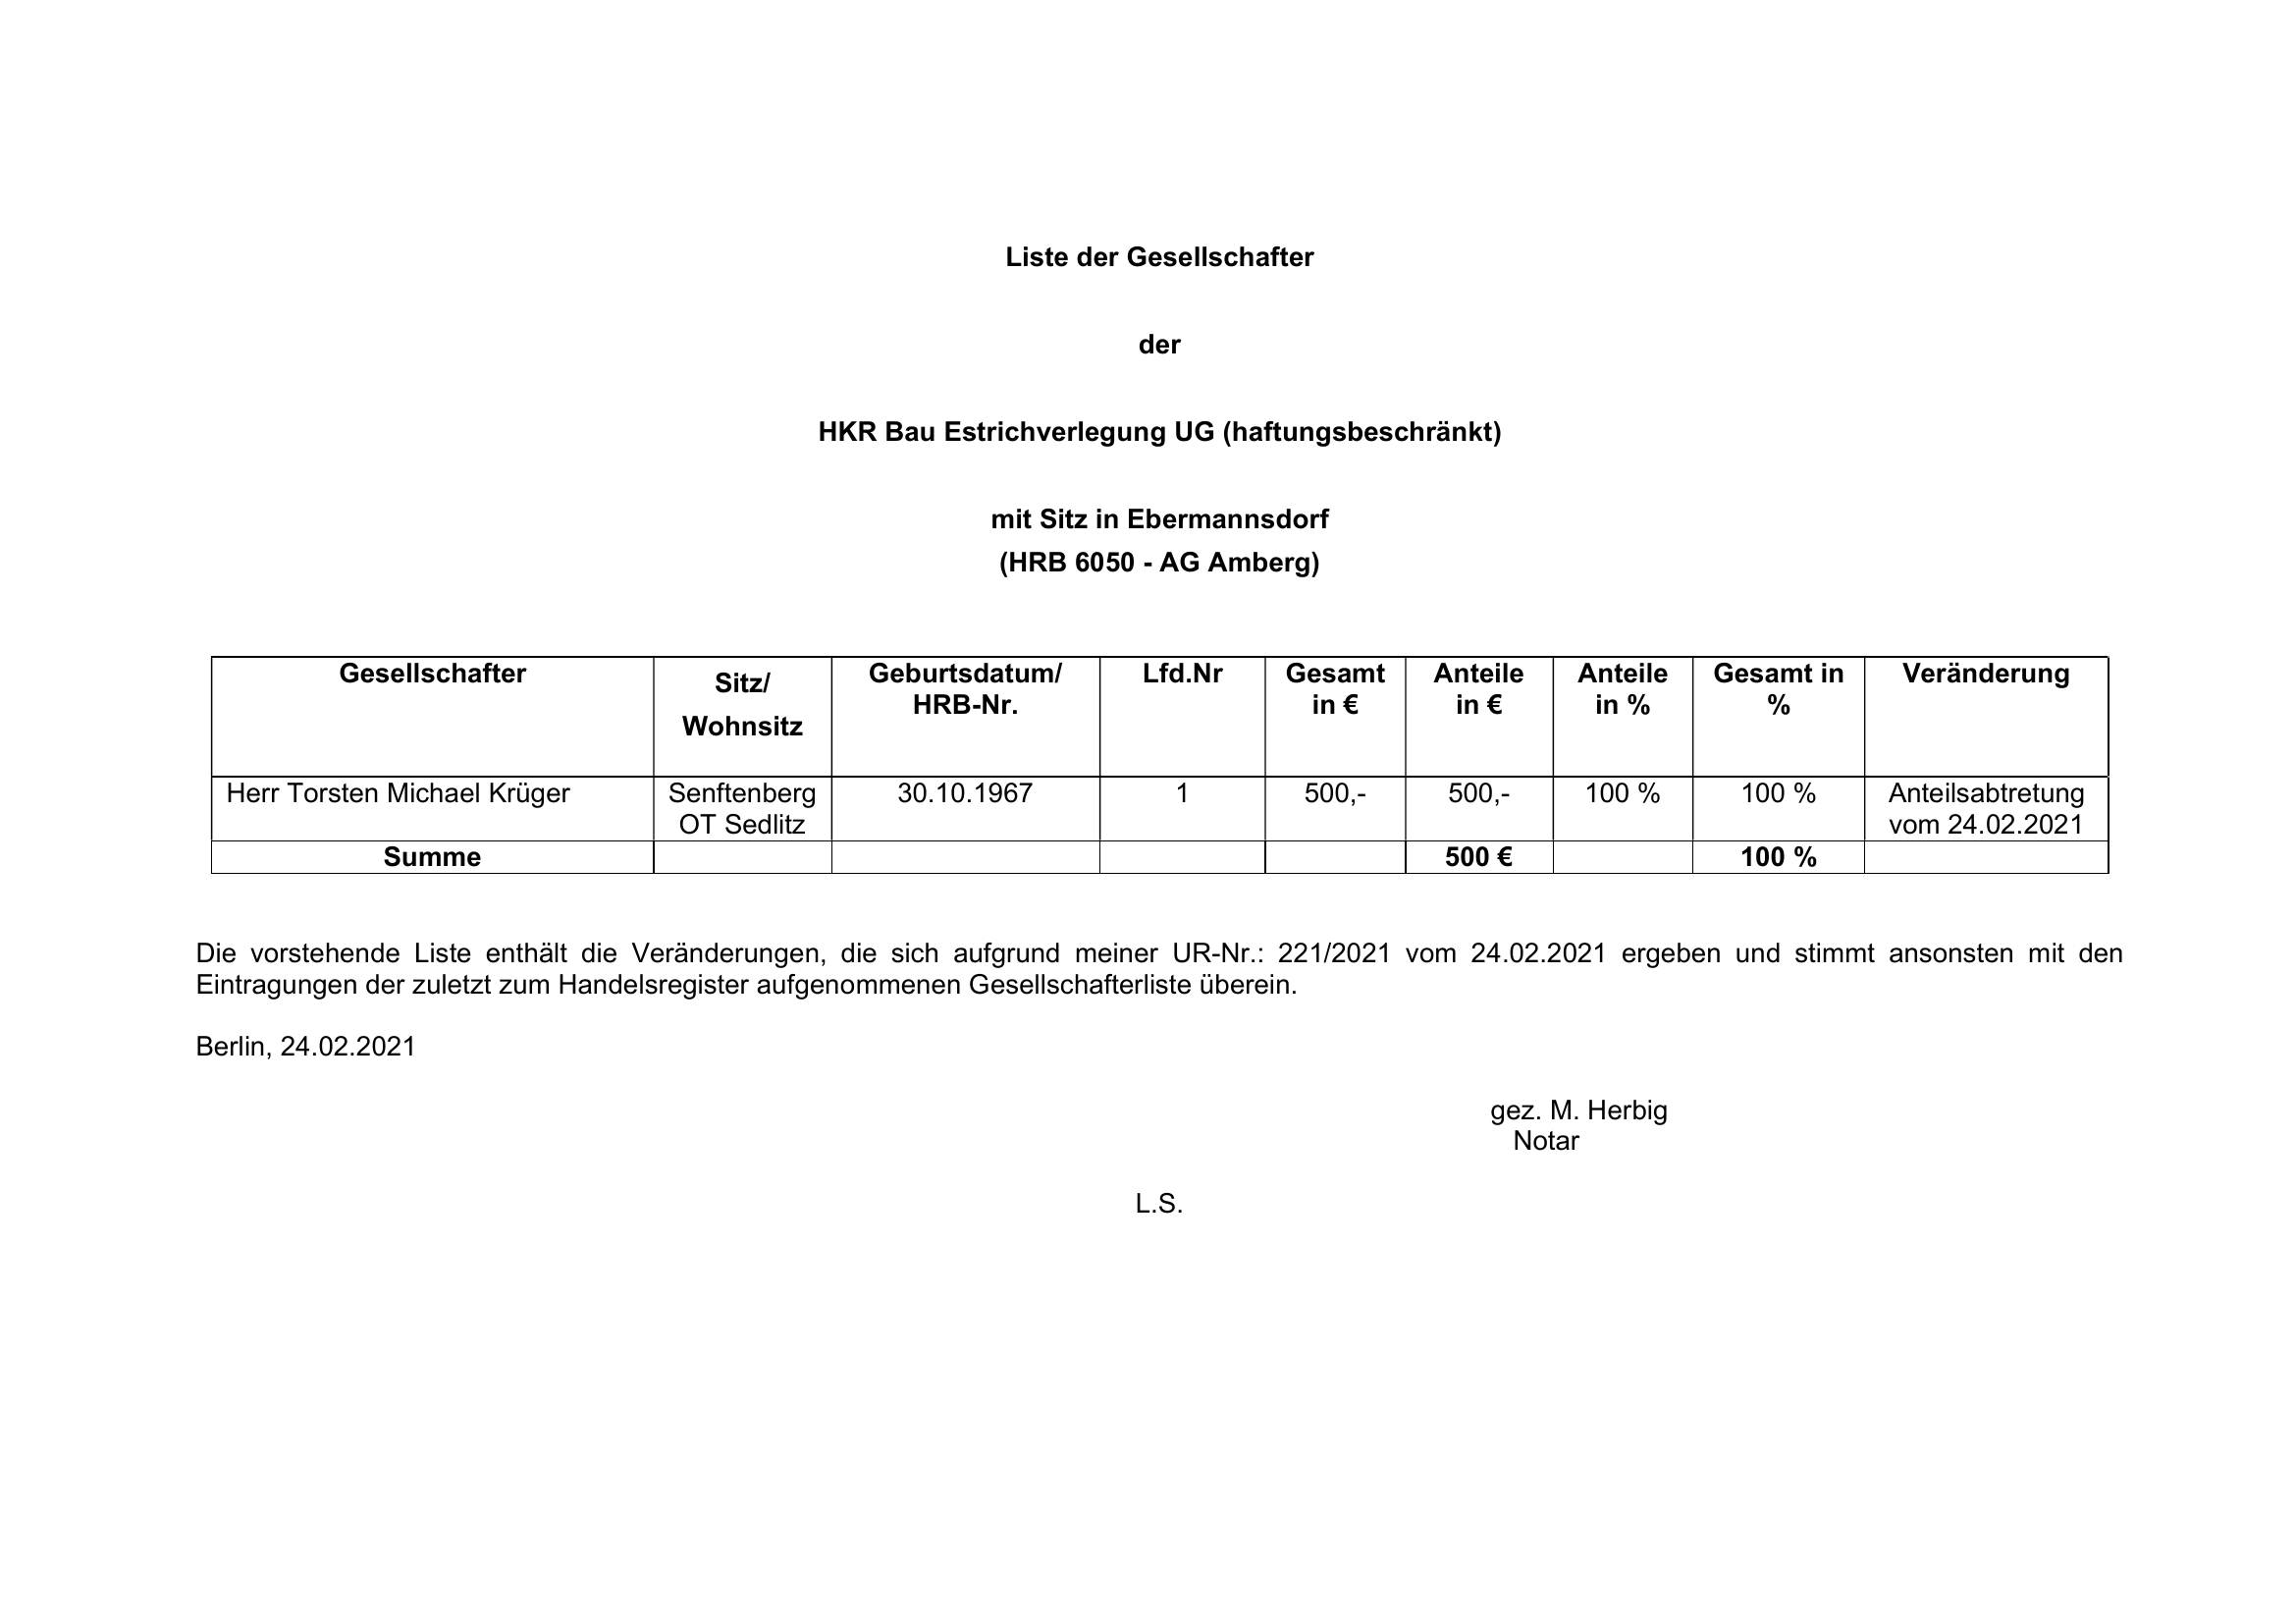 Liste der Gesellschafter
der
HKR Bau Estrichverlegung UG (haftungsbeschränkt)
mit Sitz in Ebermannsdorf
(HRB 6050 - AG Amberg)
Gesellschafter Sitz/ Wohnsitz Geburtsdatum/ HRB-Nr. Lfd.Nr Gesamt in € Anteile in € Anteile in % Gesamt in % Veränderung
Herr Torsten Michael Krüger Senftenberg OT Sedlitz 30.10.1967 1 500,- 500,- 100 % 100 % Anteilsabtretung vom 24.02.2021
Summe 500 € 100 %
Die vorstehende Liste enthält die Veränderungen, die sich aufgrund meiner UR-Nr.: 221/2021 vom 24.02.2021 ergeben und stimmt ansonsten mit den
Eintragungen der zuletzt zum Handelsregister aufgenommenen Gesellschafterliste überein.
Berlin, 24.02.2021
gez. M. Herbig
Notar
L.S.